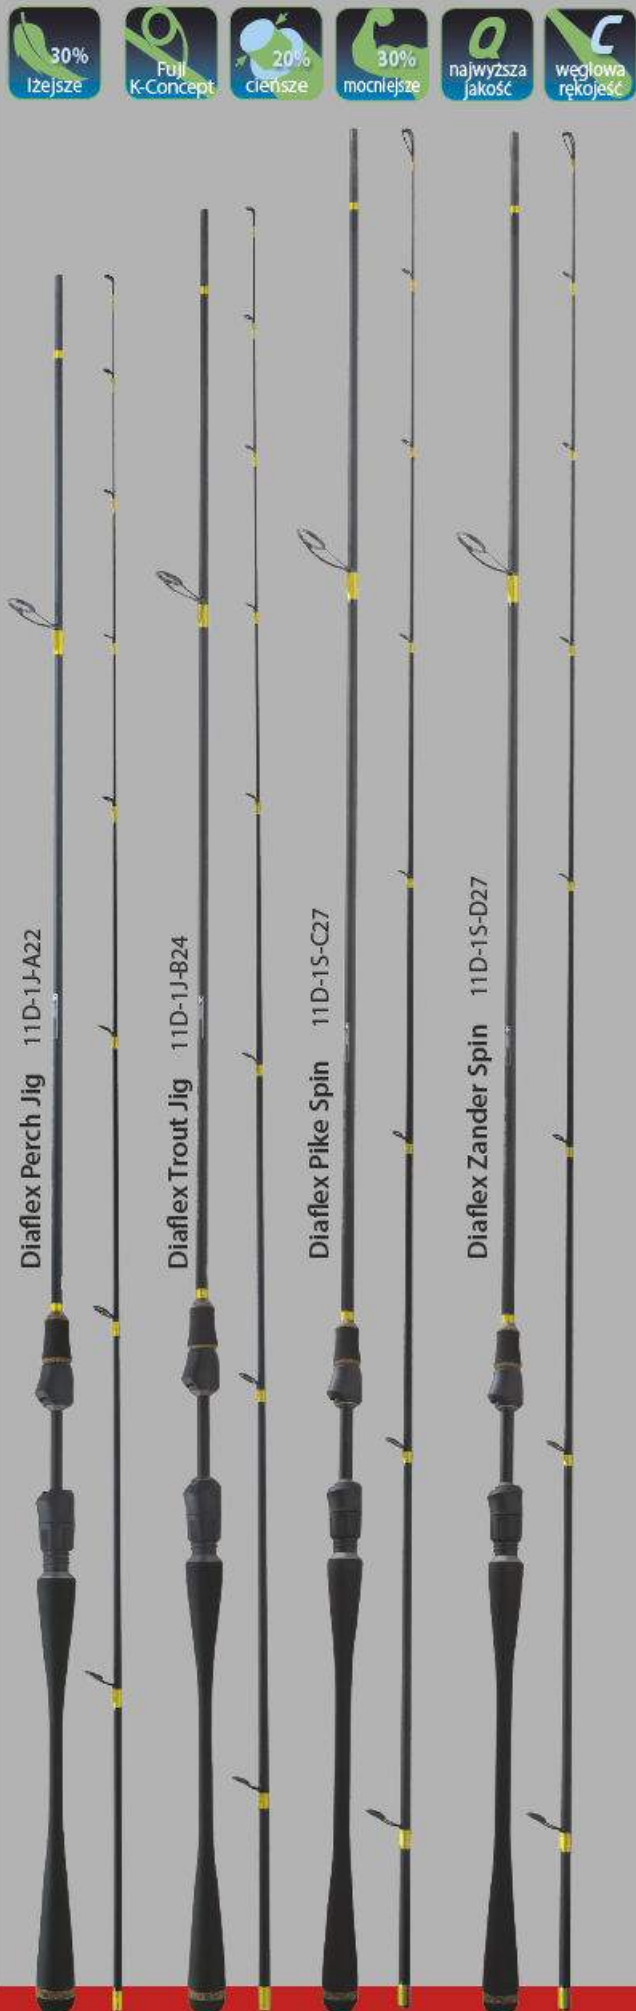 30%
lżejsze
Fuji
K-Concept
20%
cieńsze
30%
mocniejsze
Q
najwyższa
jakość
C
węglowa
rękojeść
Diaflex Perch Jig 11D-1J-A22
Diaflex Trout Jig 11D-1J-B24
Diaflex Pike Spin 11D-1S-C27
Diaflex Zander Spin 11D-1S-D27